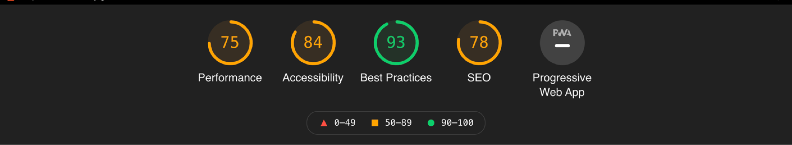 75
84
93
78
PWA
Performance
Accessibility
Best Practices
SEO
Progressive
Web App
0–49
50–89
90–100